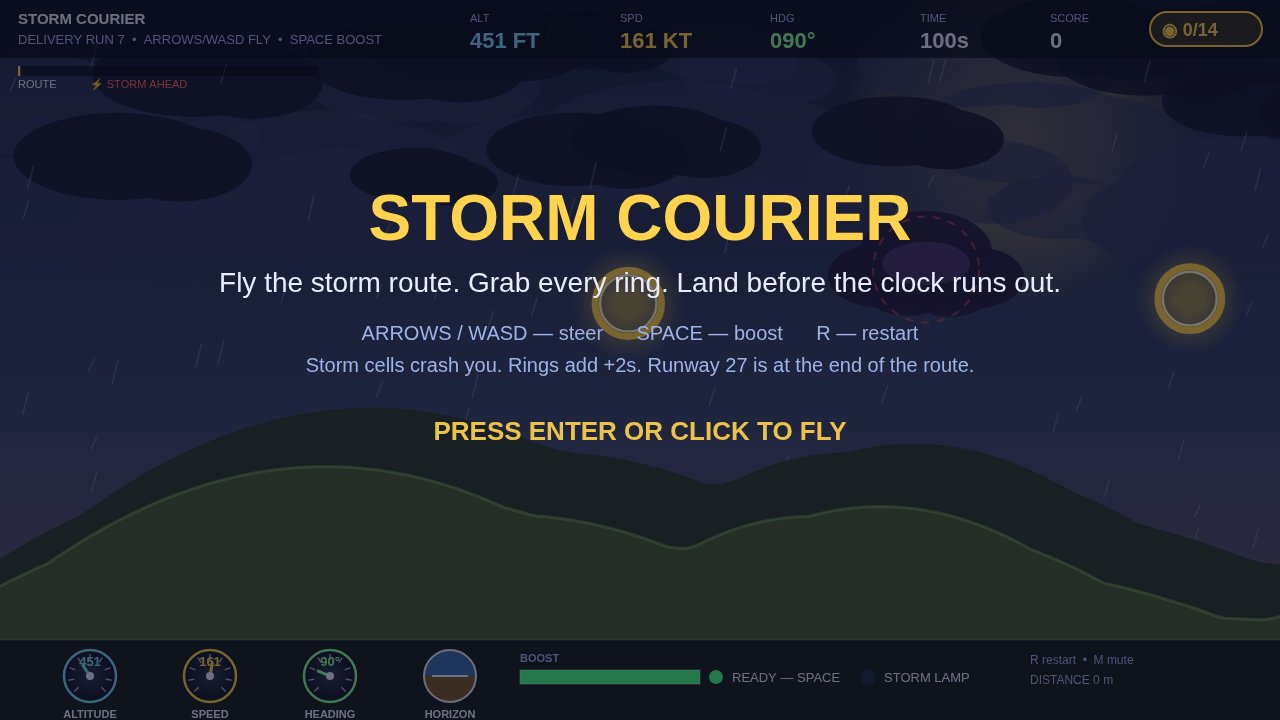 STORM COURIER
DELIVERY RUN 7 • ARROWS/WASD FLY • SPACE BOOST
ALT
451 FT
SPD
161 KT
HDG
090°
TIME
100s
SCORE
0
◉ 0/14
ROUTE
⚡ STORM AHEAD
STORM COURIER
Fly the storm route. Grab every ring. Land before the clock runs out.
ARROWS / WASD — steer SPACE — boost R — restart
Storm cells crash you. Rings add +2s. Runway 27 is at the end of the route.
PRESS ENTER OR CLICK TO FLY
451
ALTITUDE
161
SPEED
90°
HEADING
HORIZON
BOOST
READY — SPACE
STORM LAMP
R restart • M mute
DISTANCE 0 m